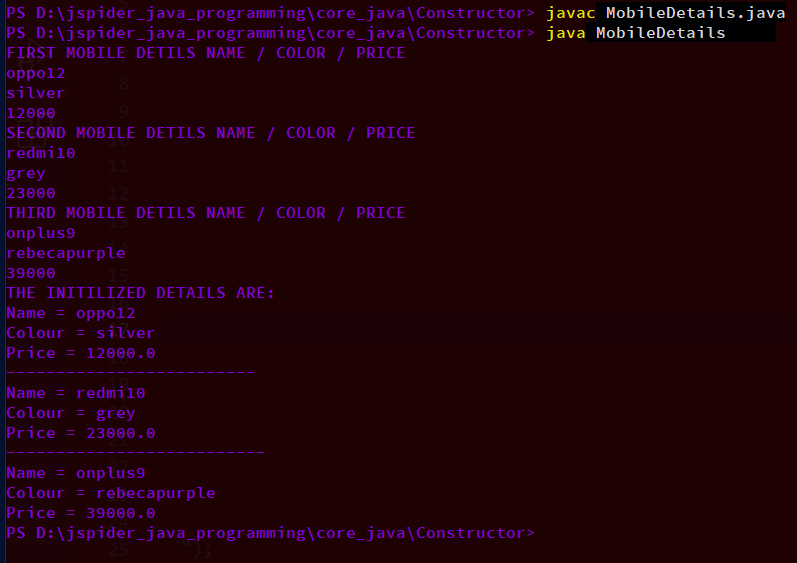 PS D:\jspider_java_programming\core_java\Constructor> javac MobileDetails.java
PS D:\jspider_java_programming\core_java\Constructor> java MobileDetails
FIRST MOBILE DETILS NAME / COLOR / PRICE
oppo12
silver
12000
SECOND MOBILE DETILS NAME / COLOR / PRICE
redmi10
grey
23000
THIRD MOBILE DETILS NAME / COLOR / PRICE
onplus9
rebecapurple
39000
THE INITILIZED DETAILS ARE:
Name = oppo12
Colour = silver
Price = 12000.0
-------------------------
Name = redmi10
Colour = grey
Price = 23000.0
--------------------------
Name = onplus9
Colour = rebecapurple
Price = 39000.0
PS D:\jspider_java_programming\core_java\Constructor>